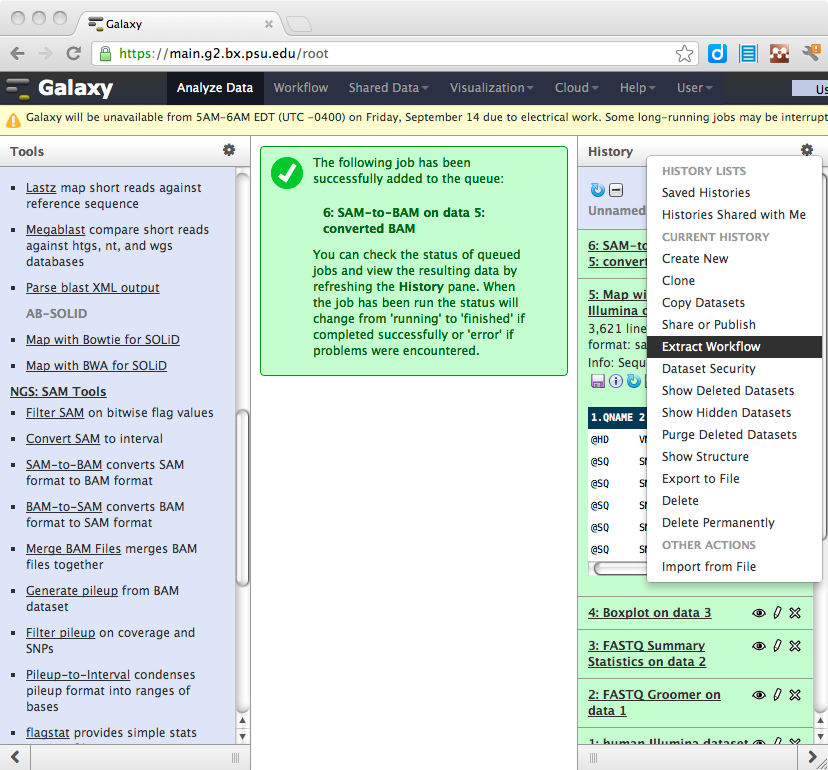 Galaxy
https://main.g2.bx.psu.edu/root
Galaxy
Analyze Data
Workflow
Shared Data
Visualization
Cloud
Help
User
Galaxy will be unavailable from 5AM-6AM EDT (UTC -0400) on Friday, September 14 due to electrical work. Some long-running jobs may be interrupt
Tools
Lastz map short reads against
reference sequence
Megablast compare short reads
against htgs, nt, and wgs
databases
Parse blast XML output
AB-SOLID
Map with Bowtie for SOLiD
Map with BWA for SOLiD
NGS: SAM Tools
Filter SAM on bitwise flag values
Convert SAM to interval
SAM-to-BAM converts SAM
format to BAM format
BAM-to-SAM converts BAM
format to SAM format
Merge BAM Files merges BAM
files together
Generate pileup from BAM
dataset
Filter pileup on coverage and
SNPs
Pileup-to-Interval condenses
pileup format into ranges of
bases
flagstat provides simple stats
The following job has been
successfully added to the queue:
6: SAM-to-BAM on data 5:
converted BAM
You can check the status of queued
jobs and view the resulting data by
refreshing the History pane. When
the job has been run the status will
change from 'running' to 'finished' if
completed successfully or 'error' if
problems were encountered.
History
Unnamed
6: SAM-to
5: convert
5: Map wi
Illumina c
3,621 line
format: sa
Info: Sequ
1.QNAME 2
@HD
@SQ
@SQ
@SQ
@SQ
@SQ
HISTORY LISTS
Saved Histories
Histories Shared with Me
CURRENT HISTORY
Create New
Clone
Copy Datasets
Share or Publish
Extract Workflow
Dataset Security
Show Deleted Datasets
Show Hidden Datasets
Purge Deleted Datasets
Show Structure
Export to File
Delete
Delete Permanently
OTHER ACTIONS
Import from File
4: Boxplot on data 3
3: FASTQ Summary
Statistics on data 2
2: FASTQ Groomer on
data 1
1: human Illumina dataset